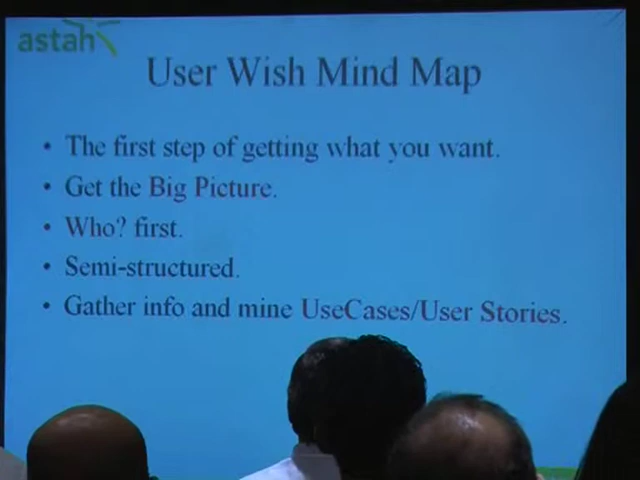 astah
User Wish Mind Map
• The first step of getting what you want.
• Get the Big Picture.
• Who? first.
• Semi-structured.
• Gather info and mine UseCases/User Stories.